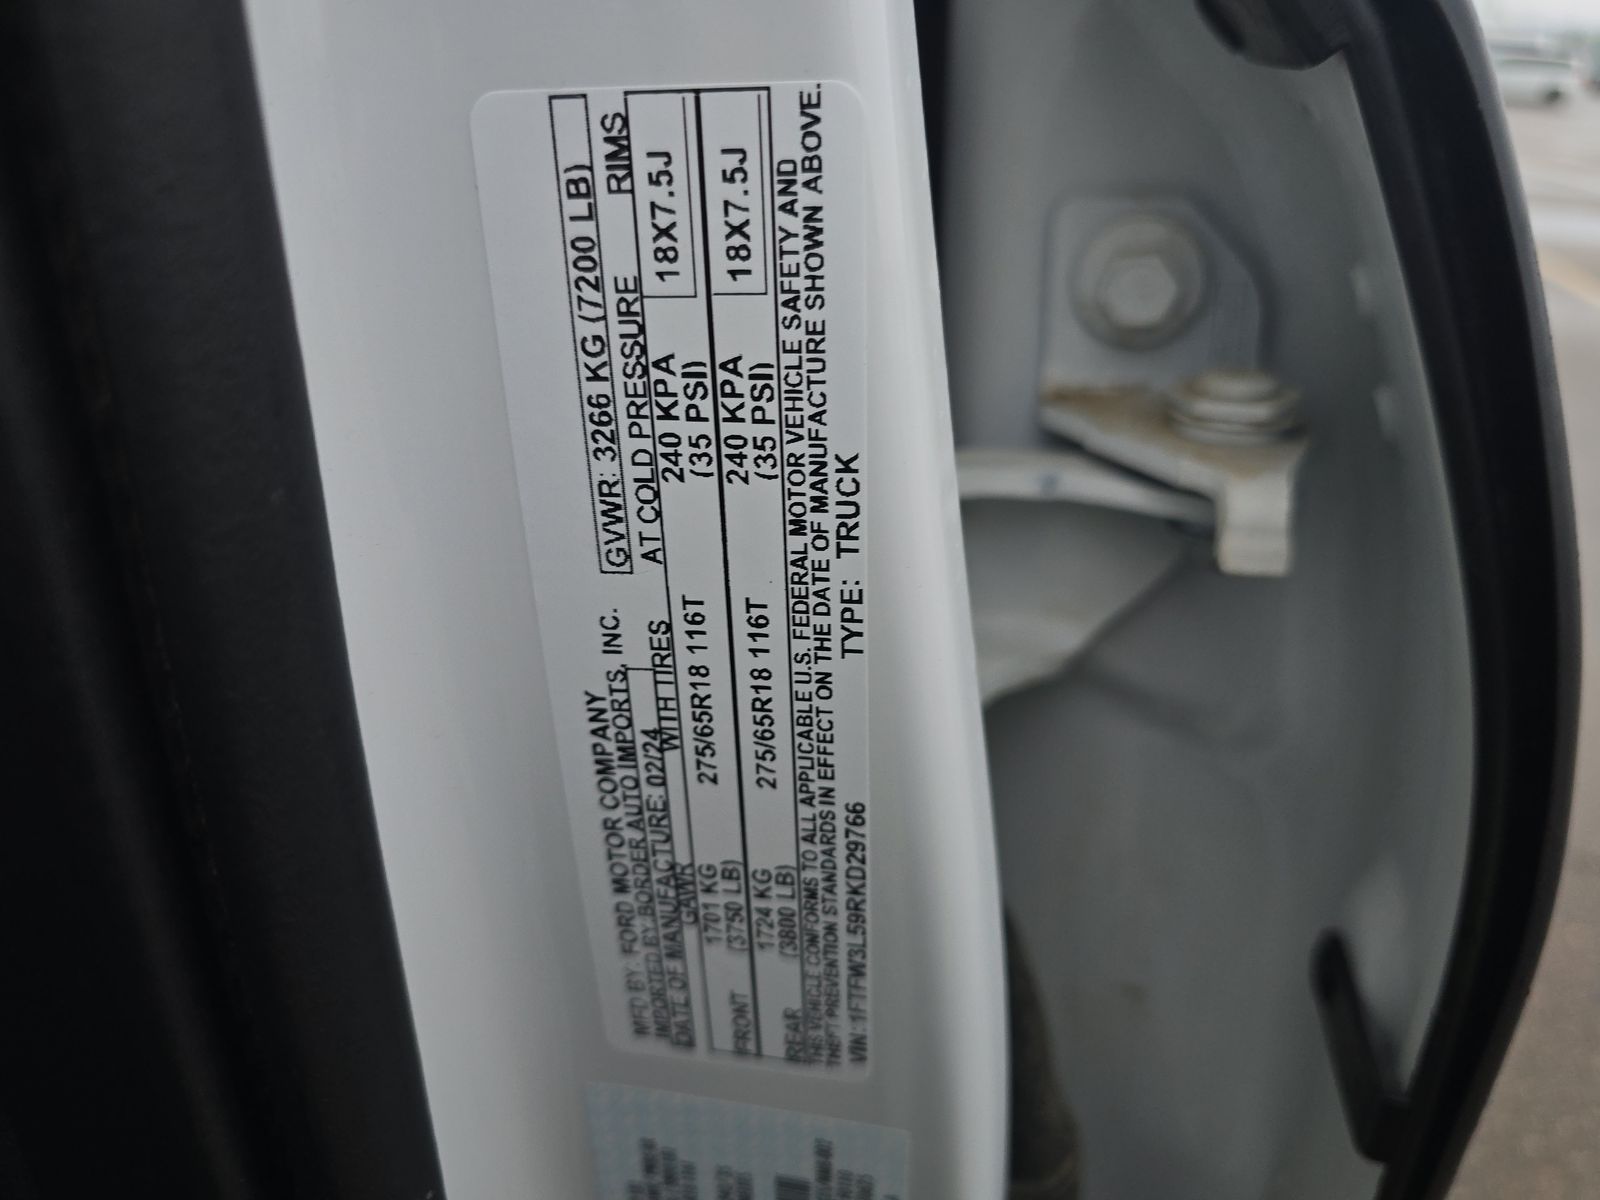 MFD BY: FORD MOTOR COMPANY
IMPORTED BY:BORDER AUTO IMPORTS, INC.
DATE OF MANUFACTURE: 02/24
GVWR: 3266 KG (7200 LB)
GAWR WITH TIRES AT COLD PRESSURE RIMS
FRONT 1701 KG 275/65R18 116T 240 KPA 18X7.5J
(3750 LB) (35 PSI)
REAR 1724 KG 275/65R18 116T 240 KPA 18X7.5J
(3800 LB) (35 PSI)
THIS VEHICLE CONFORMS TO ALL APPLICABLE U.S. FEDERAL MOTOR VEHICLE SAFETY AND
THEFT PREVENTION STANDARDS IN EFFECT ON THE DATE OF MANUFACTURE SHOWN ABOVE.
VIN: 1FTFW3L59RKD29766 TYPE: TRUCK